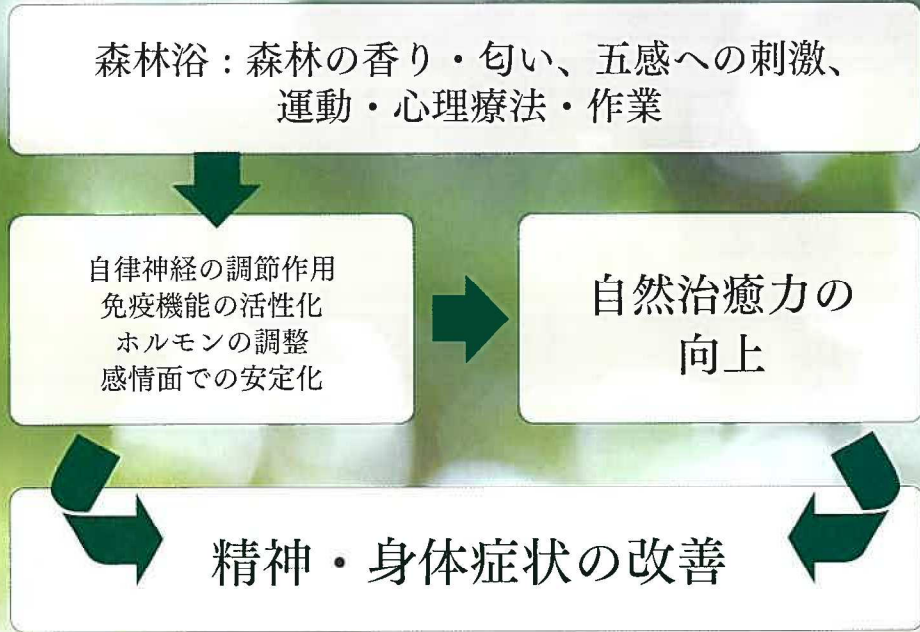 森林浴：森林の香り・匂い、五感への刺激、
運動・心理療法・作業
自律神経の調節作用
免疫機能の活性化
ホルモンの調整
感情面での安定化
自然治癒力の
向上
精神・身体症状の改善